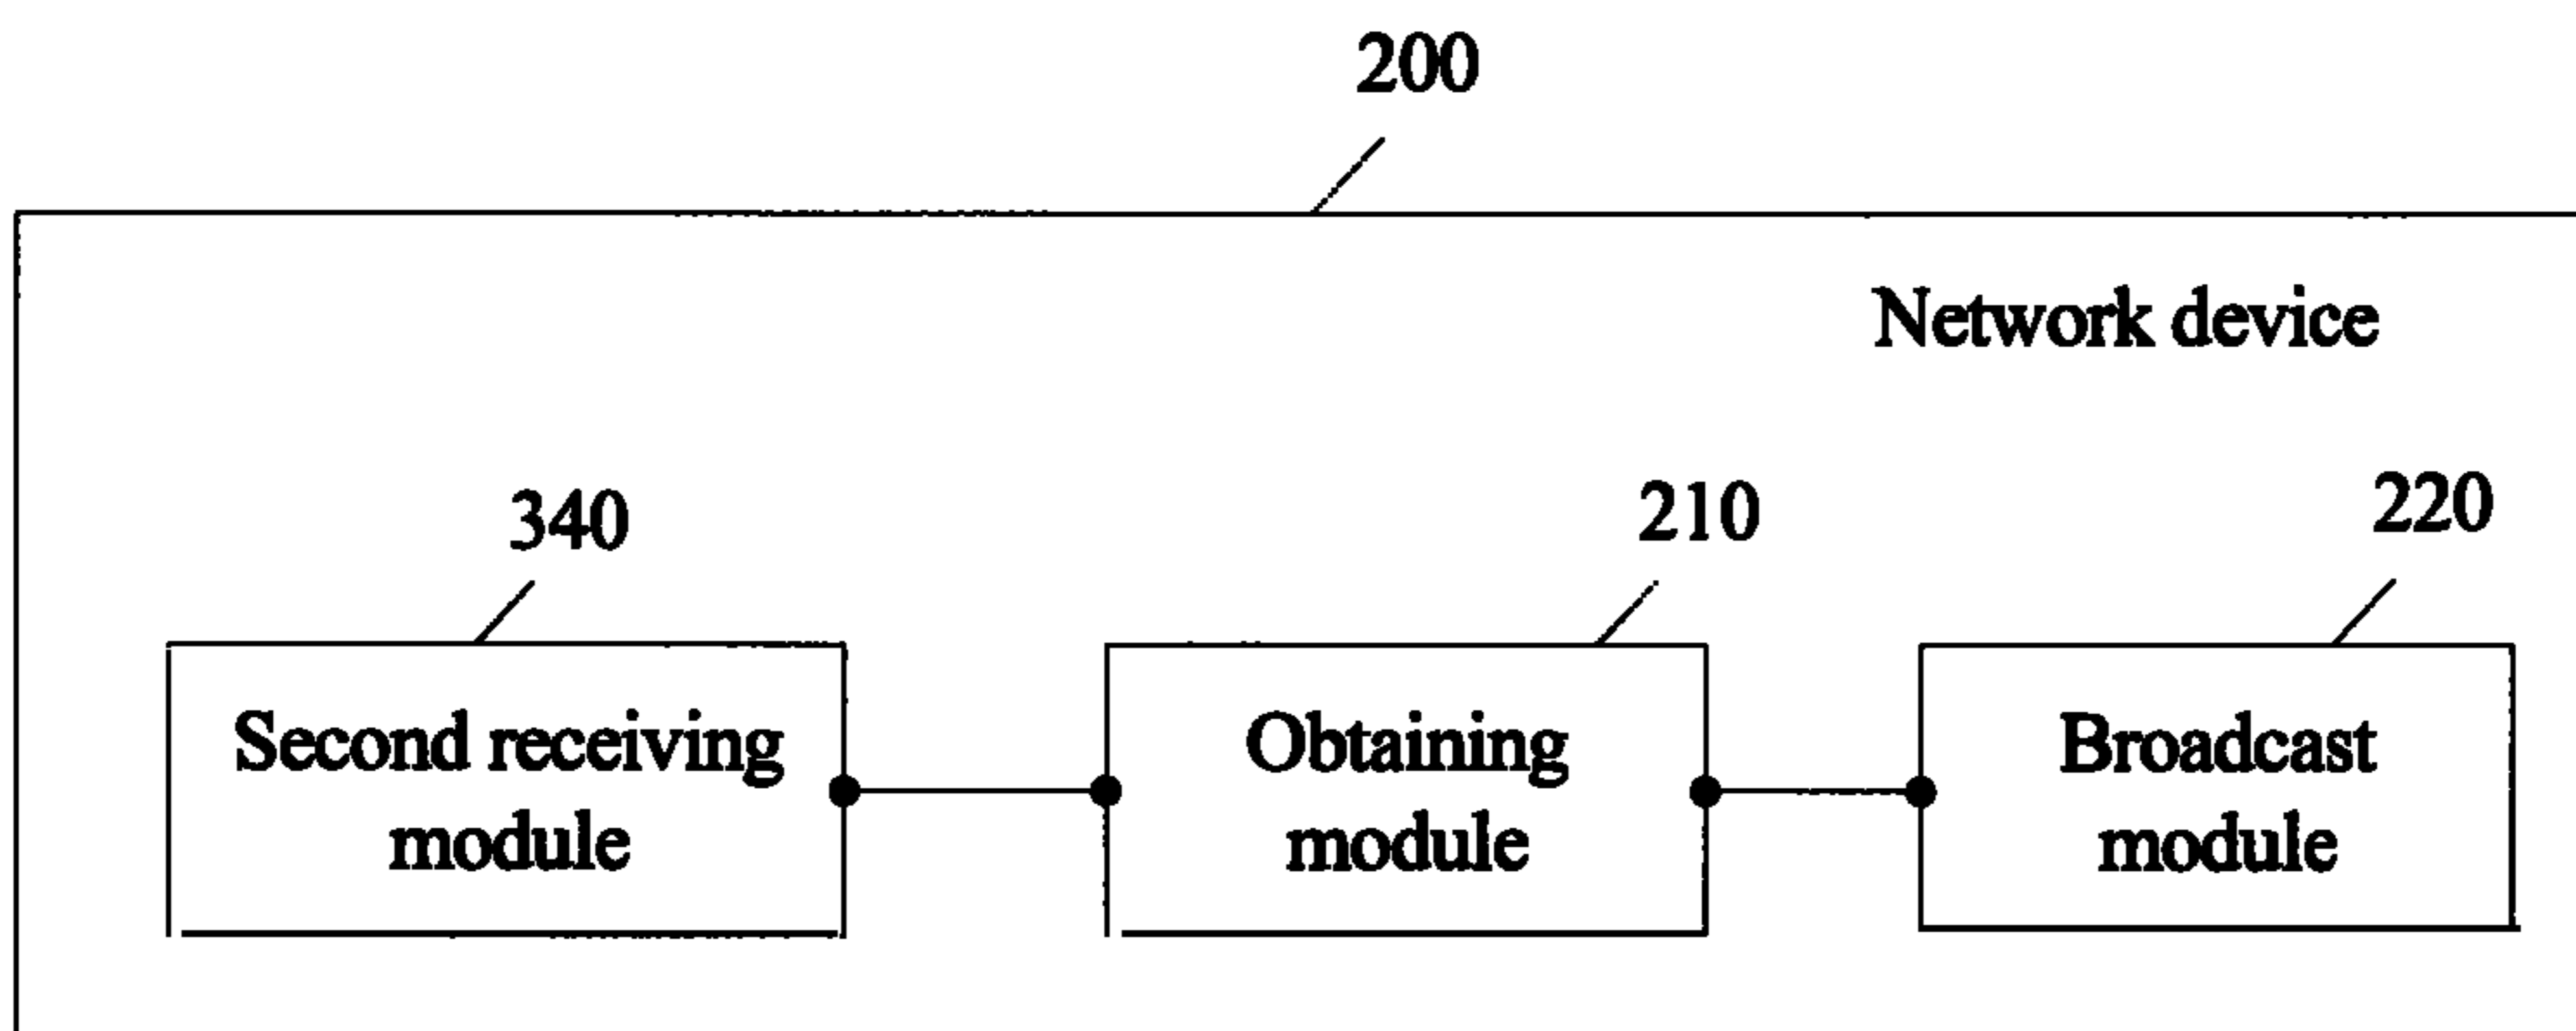 200
Network device
340
210
220
Second receiving
module
Obtaining
module
Broadcast
module